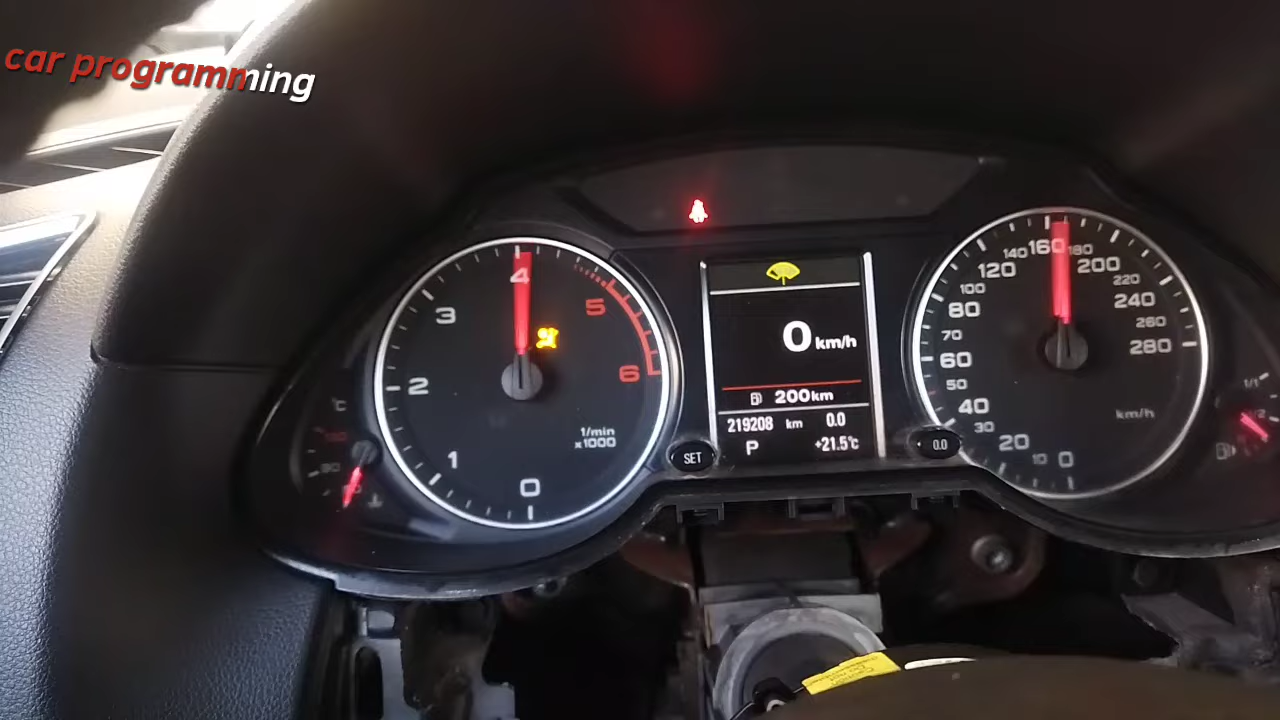 car programming
4
3
5
2
6
1
0
1/min
x1000
°C
SET
0 km/h
200km
219208 km 0.0
P +21.5°C
0.0
140 160 180
120 200
100 220
80 240
70 260
60 280
50
40
30
20
10 0
km/h
1/1